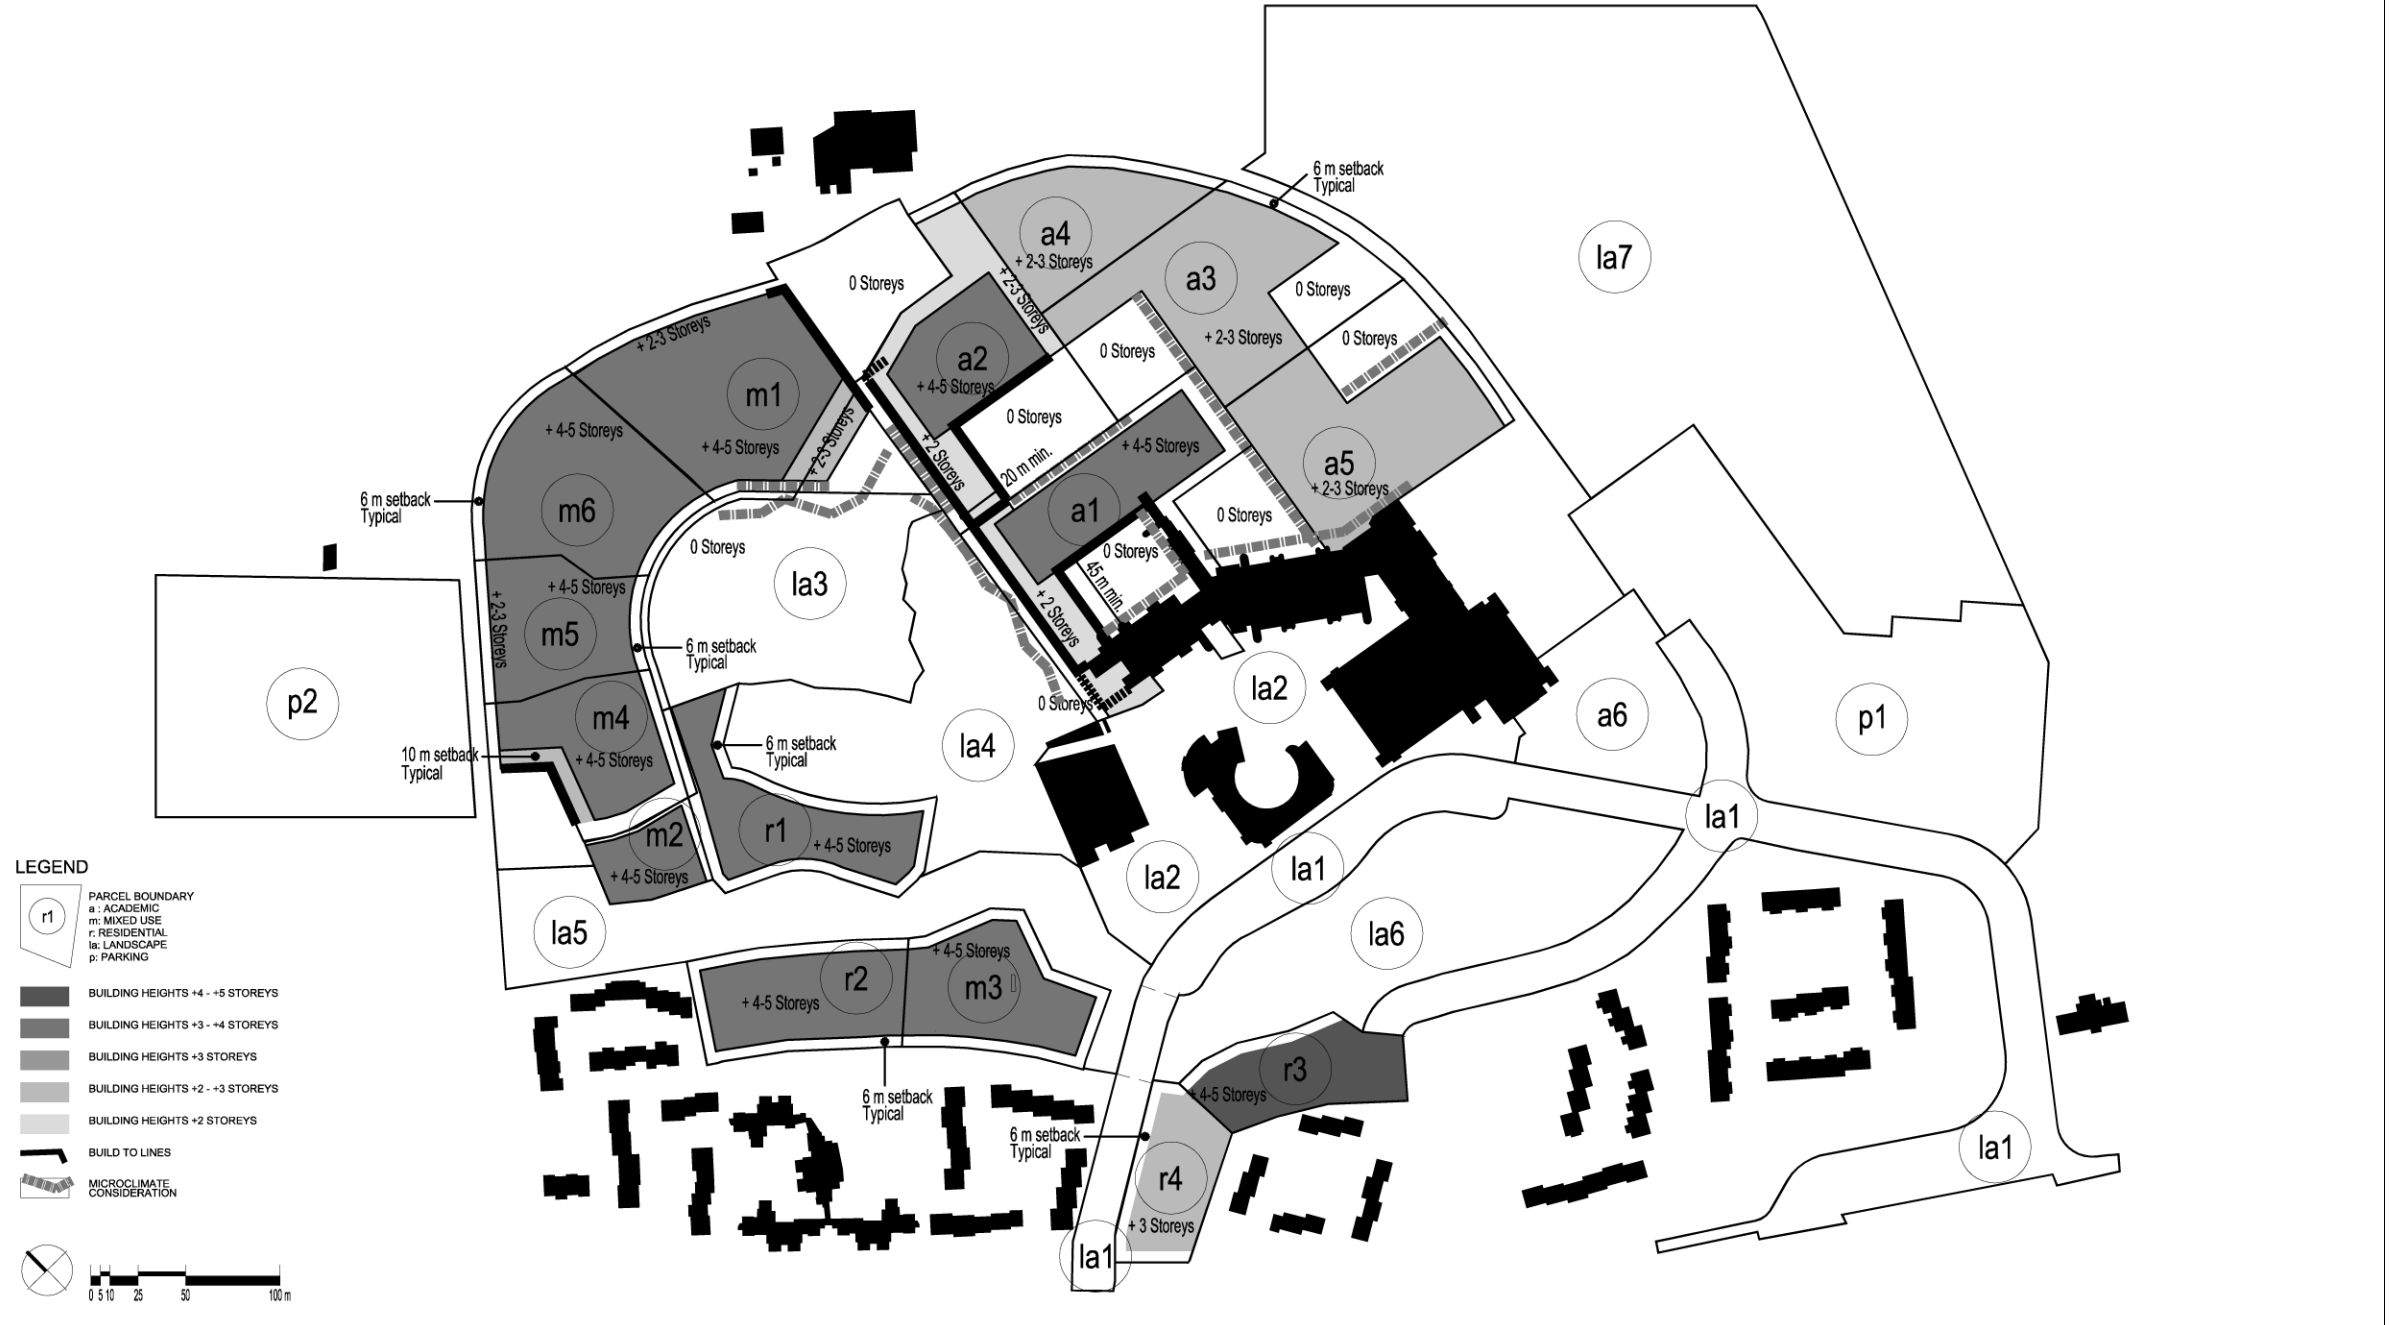 6 m setback
Typical
la7
a4
+ 2-3 Storeys
a3
0 Storeys
+ 2-3 Storeys
0 Storeys
+ 2-3 Storeys
0 Storeys
+ 2-3 Storeys
0 Storeys
a2
+ 4-5 Storeys
m1
+ 4-5 Storeys
0 Storeys
+ 4-5 Storeys
+ 2-3 Storeys
+ 2 Storeys
20 m min.
+ 4-5 Storeys
a5
+ 2-3 Storeys
6 m setback
Typical
m6
a1
0 Storeys
0 Storeys
0 Storeys
45 m min.
+ 4-5 Storeys
la3
+ 2 Storeys
+ 2-3 Storeys
m5
6 m setback
Typical
la2
0 Storeys
p2
m4
+ 4-5 Storeys
a6
p1
10 m setback
Typical
6 m setback
Typical
la4
m2
+ 4-5 Storeys
r1
+ 4-5 Storeys
la1
la1
la2
la5
la6
r2
+ 4-5 Storeys
+ 4-5 Storeys
m3
6 m setback
Typical
r3
+ 4-5 Storeys
6 m setback
Typical
r4
+ 3 Storeys
la1
la1
LEGEND
r1
PARCEL BOUNDARY
a : ACADEMIC
m: MIXED USE
r: RESIDENTIAL
la: LANDSCAPE
p: PARKING
BUILDING HEIGHTS +4 - +5 STOREYS
BUILDING HEIGHTS +3 - +4 STOREYS
BUILDING HEIGHTS +3 STOREYS
BUILDING HEIGHTS +2 - +3 STOREYS
BUILDING HEIGHTS +2 STOREYS
BUILD TO LINES
MICROCLIMATE
CONSIDERATION
0 5 10 25 50 100 m